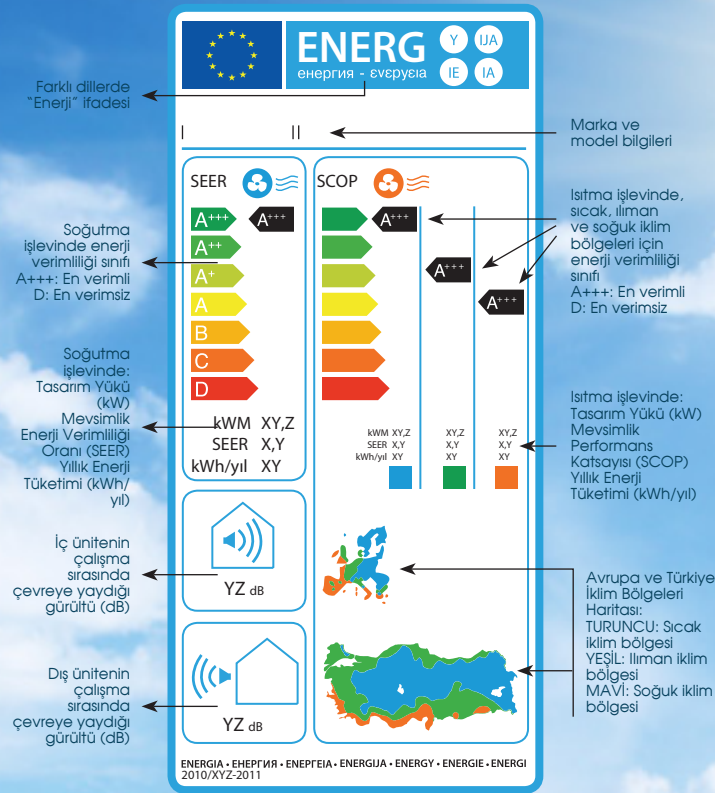 ENERG
енергия - ενεργεια
Y IJA
IE IA
Farklı dillerde
"Enerji" ifadesi
I II
Marka ve
model bilgileri
SEER
SCOP
A+++ A+++
A++
A+
A
B
C
D
A+++
A+++
A+++
Soğutma
işlevinde enerji
verimliliği sınıfı
A+++: En verimli
D: En verimsiz
Isıtma işlevinde,
sıcak, ılıman
ve soğuk iklim
bölgeleri için
enerji verimliliği
sınıfı
A+++: En verimli
D: En verimsiz
Soğutma
işlevinde:
Tasarım Yükü
(kW)
Mevsimlik
Enerji Verimliliği
Oranı (SEER)
Yıllık Enerji
Tüketimi (kWh/
yıl)
kWM XY,Z
SEER X,Y
kWh/yıl XY
kWM XY,Z XY,Z XY,Z
SEER X,Y X,Y X,Y
kWh/yıl XY XY XY
Isıtma işlevinde:
Tasarım Yükü (kW)
Mevsimlik
Performans
Katsayısı (SCOP)
Yıllık Enerji
Tüketimi (kWh/yıl)
İç ünitenin
çalışma
sırasında
çevreye yaydığı
gürültü (dB)
YZ dB
Avrupa ve Türkiye
İklim Bölgeleri
Haritası:
TURUNCU: Sıcak
iklim bölgesi
YEŞİL: Ilıman iklim
bölgesi
MAVİ: Soğuk iklim
bölgesi
Dış ünitenin
çalışma
sırasında
çevreye yaydığı
gürültü (dB)
YZ dB
ENERGIA • ЕНЕРГИЯ • ΕΝΕΡΓΕΙΑ • ENERGIJA • ENERGY • ENERGIE • ENERGI
2010/XYZ-2011